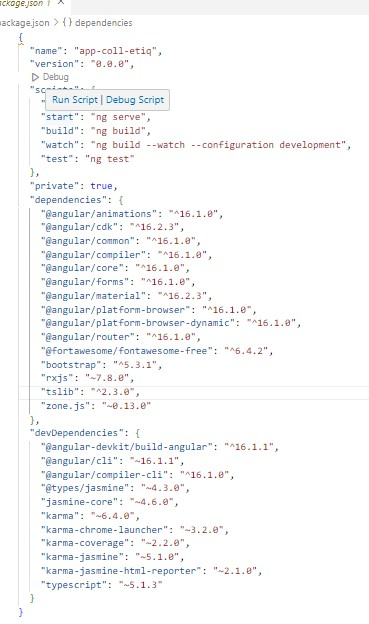 package.json 1 ×
package.json > {} dependencies
{
"name": "app-coll-etiq",
"version": "0.0.0",
▷ Debug
"scripts": {
Run Script | Debug Script
"start": "ng serve",
"build": "ng build",
"watch": "ng build --watch --configuration development",
"test": "ng test"
},
"private": true,
"dependencies": {
"@angular/animations": "^16.1.0",
"@angular/cdk": "^16.2.3",
"@angular/common": "^16.1.0",
"@angular/compiler": "^16.1.0",
"@angular/core": "^16.1.0",
"@angular/forms": "^16.1.0",
"@angular/material": "^16.2.3",
"@angular/platform-browser": "^16.1.0",
"@angular/platform-browser-dynamic": "^16.1.0",
"@angular/router": "^16.1.0",
"@fortawesome/fontawesome-free": "^6.4.2",
"bootstrap": "^5.3.1",
"rxjs": "~7.8.0",
"tslib": "^2.3.0",
"zone.js": "~0.13.0"
},
"devDependencies": {
"@angular-devkit/build-angular": "^16.1.1",
"@angular/cli": "~16.1.1",
"@angular/compiler-cli": "^16.1.0",
"@types/jasmine": "~4.3.0",
"jasmine-core": "~4.6.0",
"karma": "~6.4.0",
"karma-chrome-launcher": "~3.2.0",
"karma-coverage": "~2.2.0",
"karma-jasmine": "~5.1.0",
"karma-jasmine-html-reporter": "~2.1.0",
"typescript": "~5.1.3"
}
}